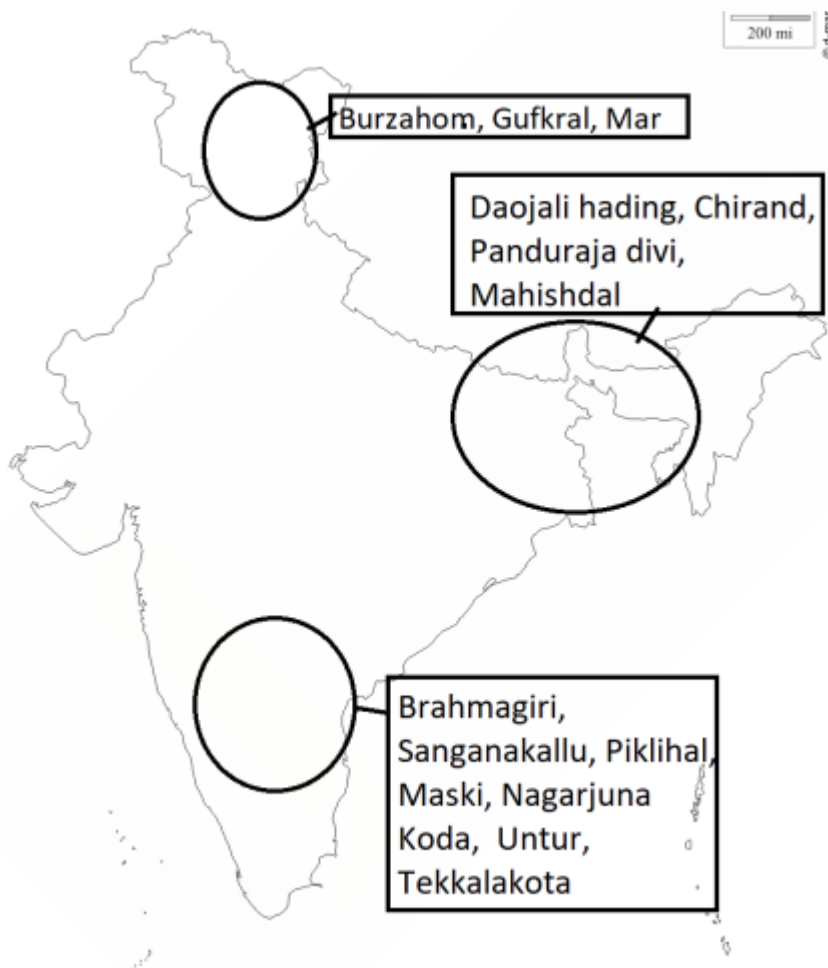 200 mi
Burzahom, Gufkral, Mar
Daojali hading, Chirand,
Panduraja divi,
Mahishdal
Brahmagiri,
Sanganakallu, Piklihal,
Maski, Nagarjuna
Koda, Untur,
Tekkalakota